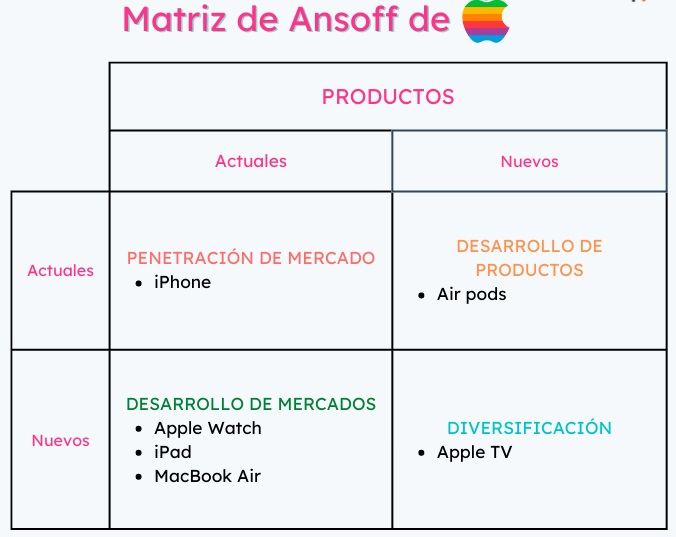 Matriz de Ansoff de
PRODUCTOS
Actuales
Nuevos
Actuales
PENETRACIÓN DE MERCADO
• iPhone
DESARROLLO DE
PRODUCTOS
• Air pods
Nuevos
DESARROLLO DE MERCADOS
• Apple Watch
• iPad
• MacBook Air
DIVERSIFICACIÓN
• Apple TV